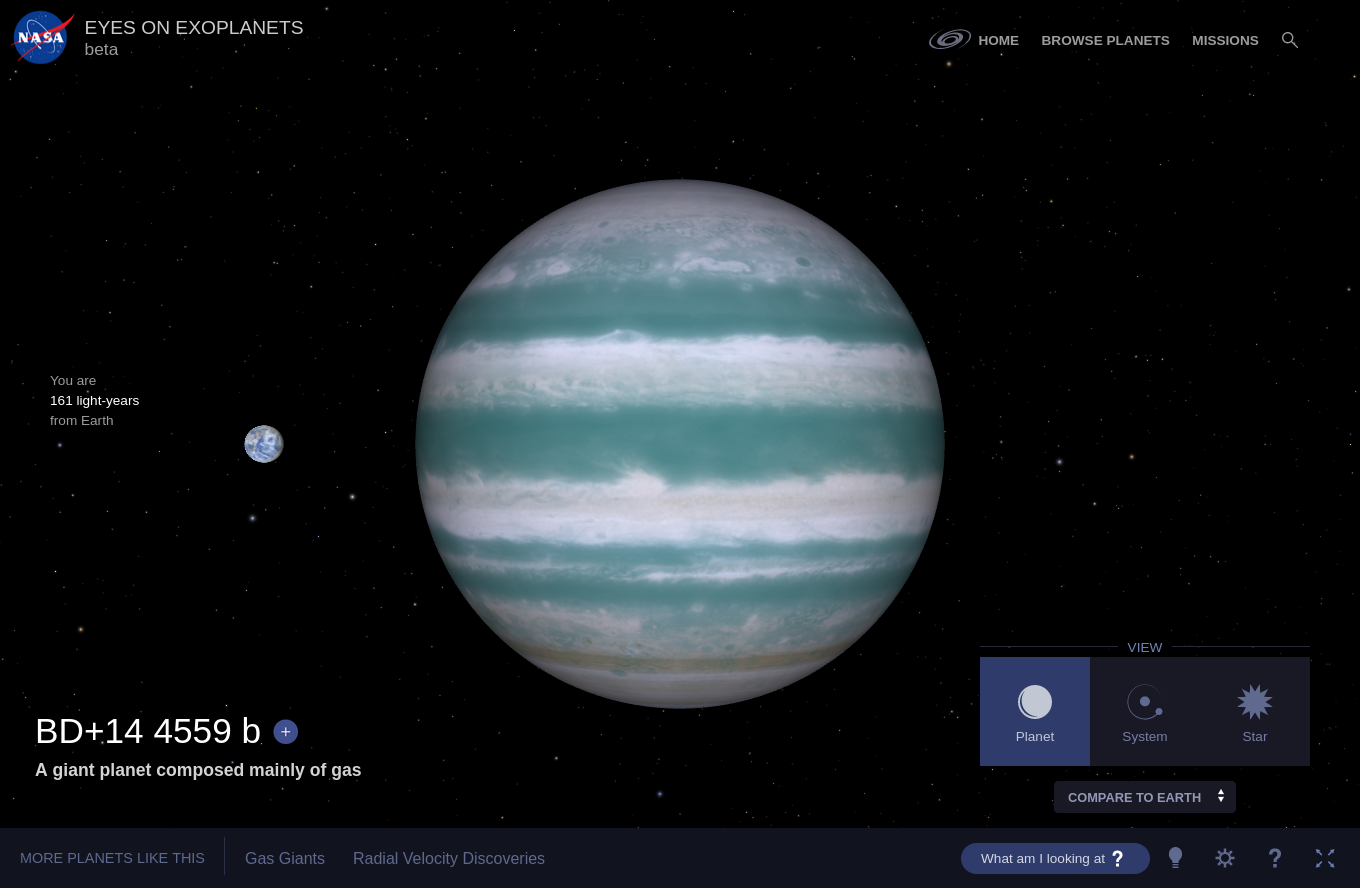 NASA
EYES ON EXOPLANETS
beta
HOME BROWSE PLANETS MISSIONS
You are
161 light-years
from Earth
VIEW
Planet System Star
BD+14 4559 b +
A giant planet composed mainly of gas
COMPARE TO EARTH
MORE PLANETS LIKE THIS Gas Giants Radial Velocity Discoveries What am I looking at ? ?